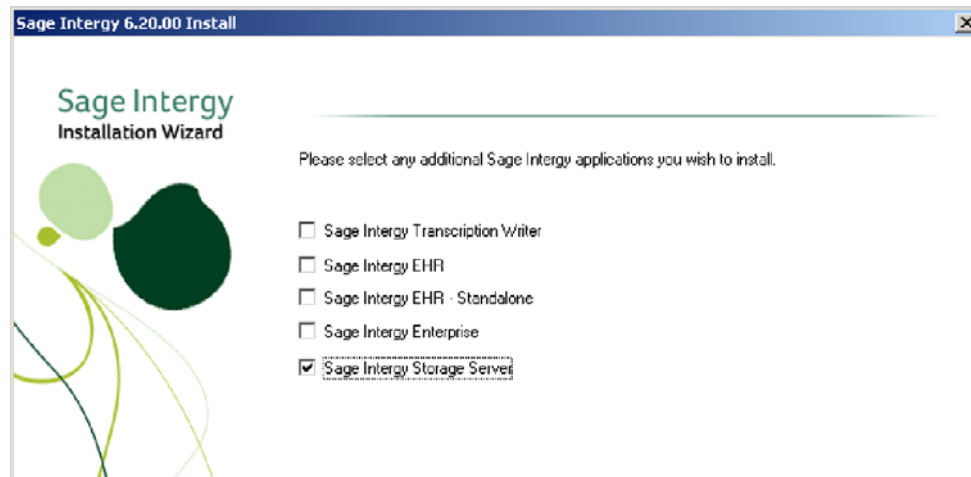 Sage Intergy 6.20.00 Install
Sage Intergy
Installation Wizard
Please select any additional Sage Intergy applications you wish to install.
Sage Intergy Transcription Writer
Sage Intergy EHR
Sage Intergy EHR - Standalone
Sage Intergy Enterprise
Sage Intergy Storage Server